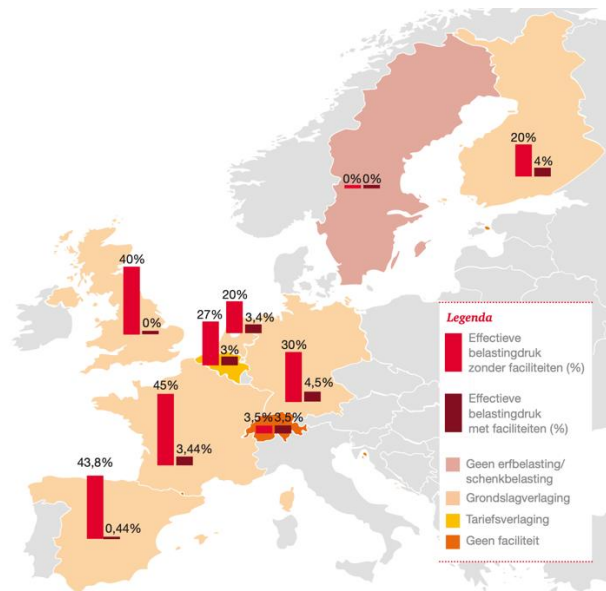 20%
4%
0% 0%
40%
0%
20%
3,4%
27%
3%
30%
4,5%
45%
3,44%
3,5% 3,5%
43,8%
0,44%
Legenda
Effectieve
belastingdruk
zonder faciliteiten (%)
Effectieve
belastingdruk
met faciliteiten (%)
Geen erfbelasting/
schenkbelasting
Grondslagverlaging
Tariefsverlaging
Geen faciliteit